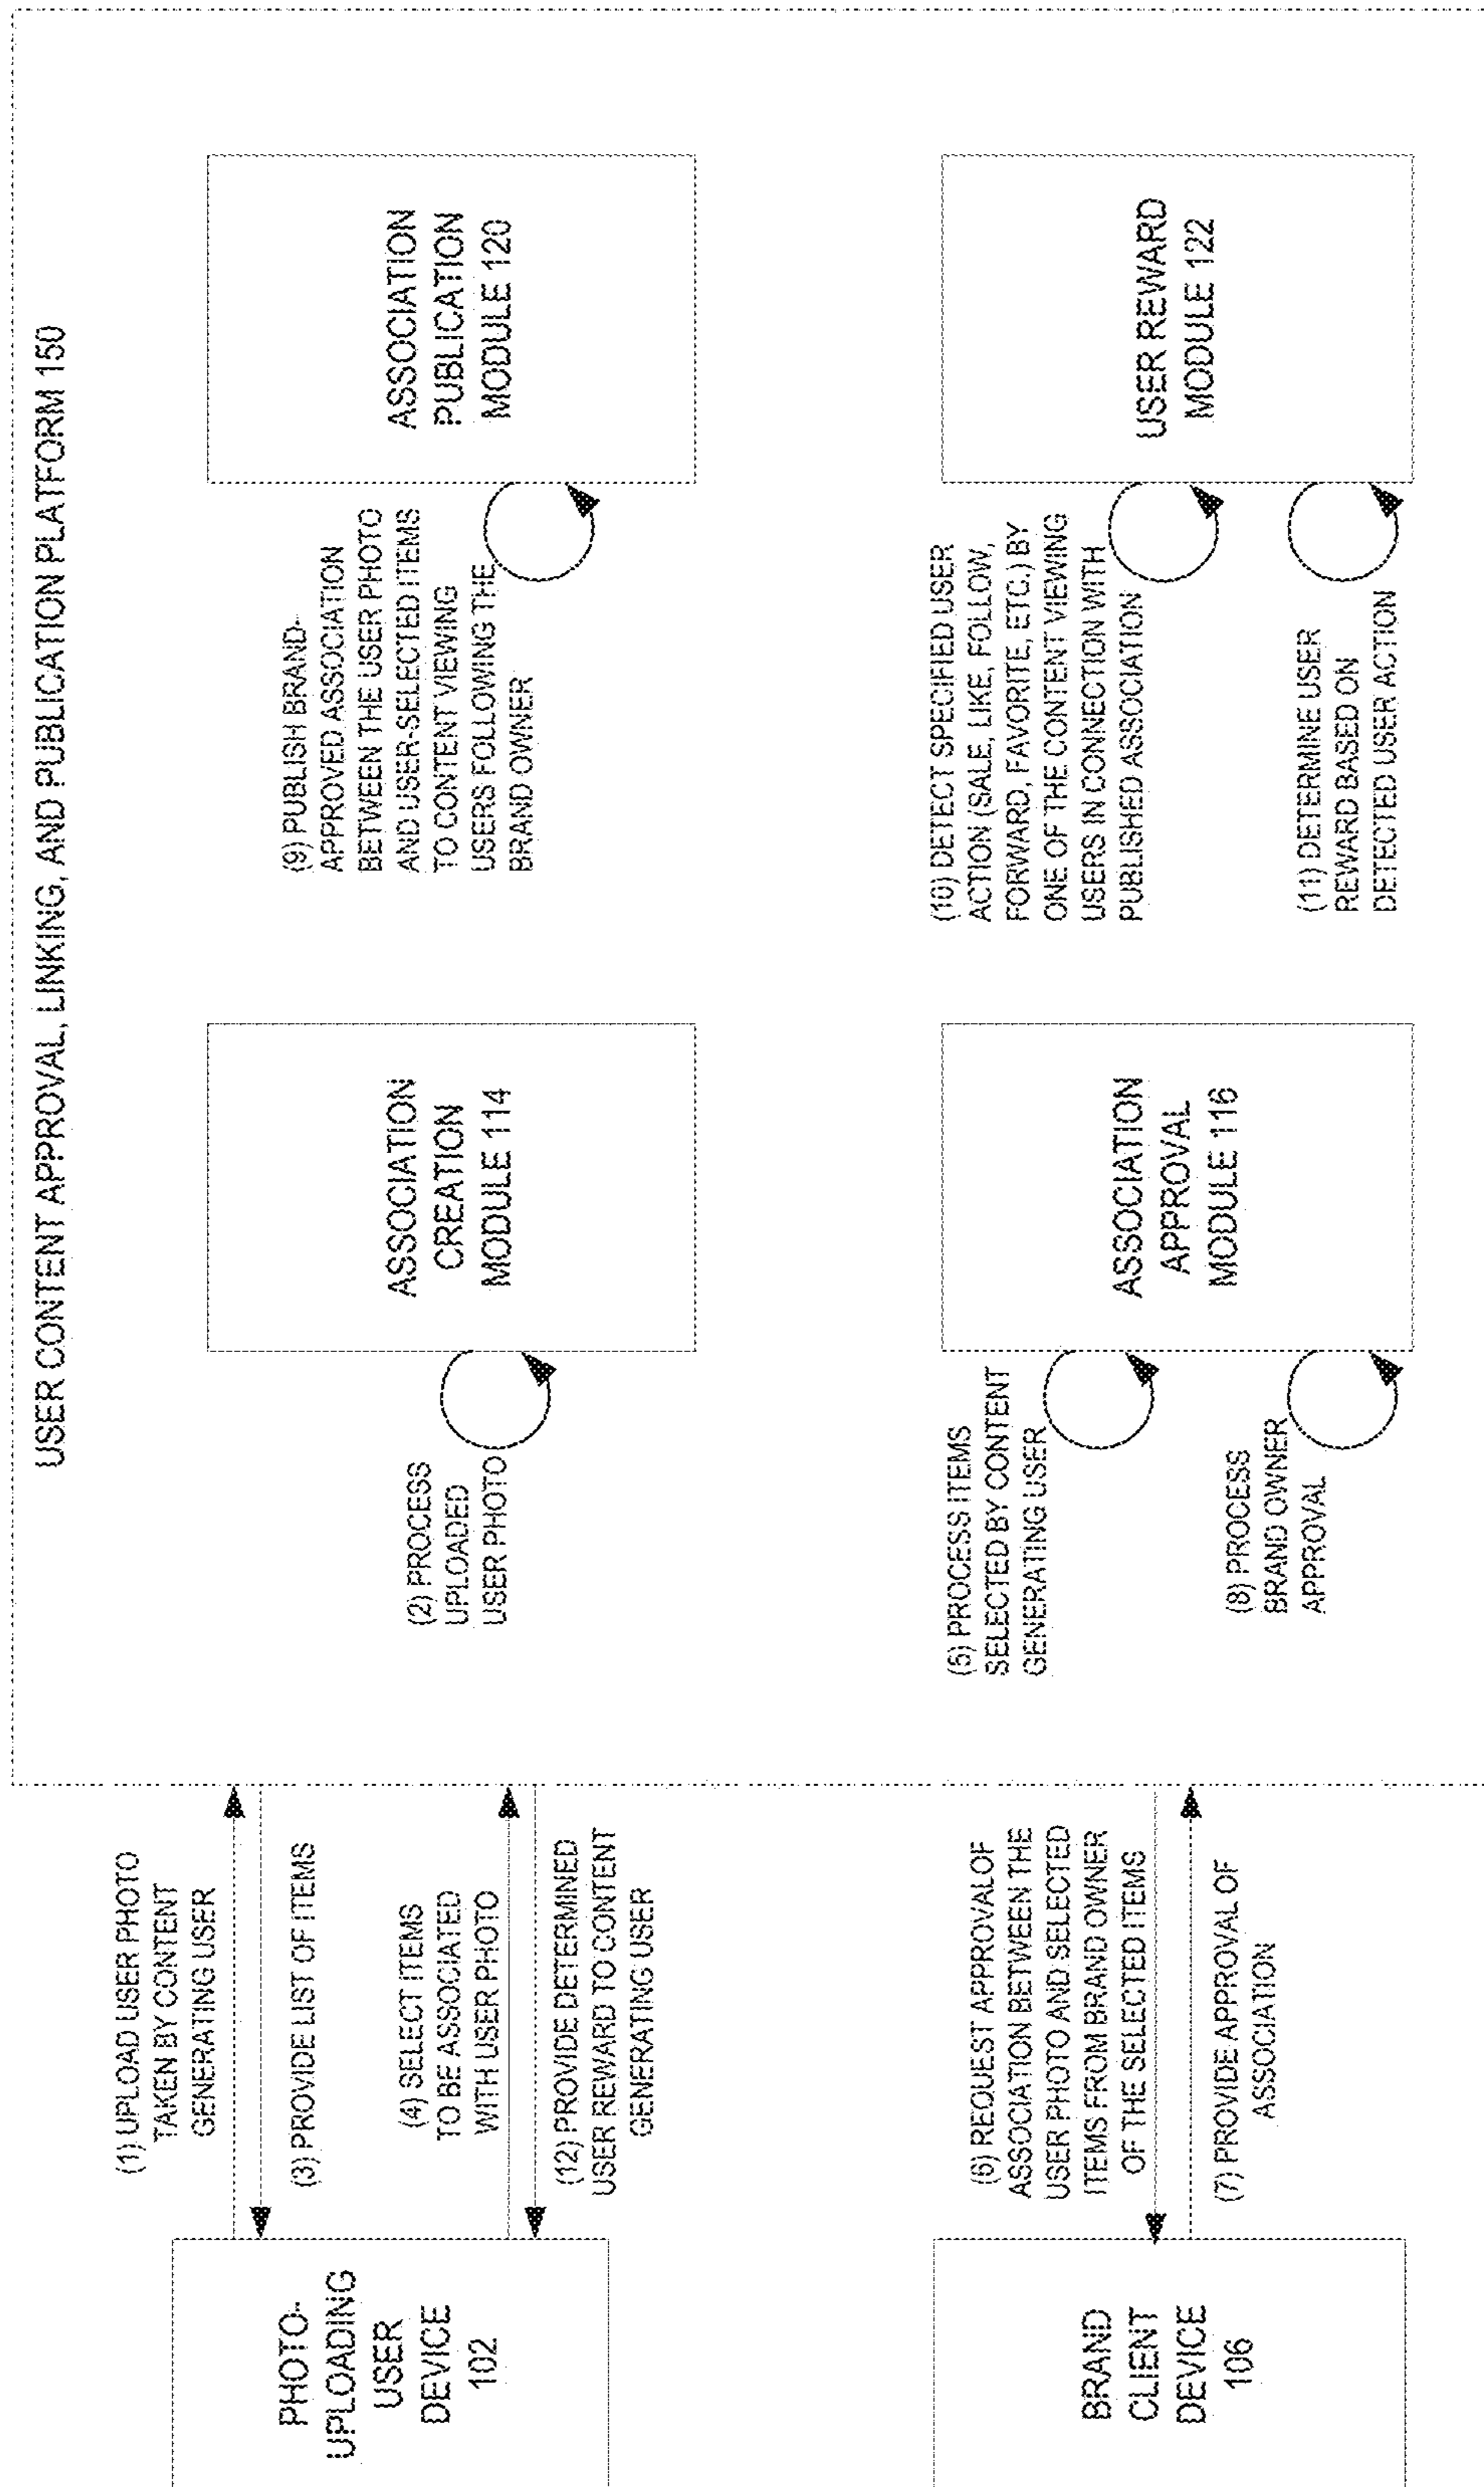 USER CONTENT APPROVAL, LINKING, AND PUBLICATION PLATFORM 150
PHOTO-
UPLOADING
USER
DEVICE
102
(1) UPLOAD USER PHOTO
TAKEN BY CONTENT
GENERATING USER
(3) PROVIDE LIST OF ITEMS
(4) SELECT ITEMS
TO BE ASSOCIATED
WITH USER PHOTO
(12) PROVIDE DETERMINED
USER REWARD TO CONTENT
GENERATING USER
(2) PROCESS
UPLOADED
USER PHOTO
ASSOCIATION
CREATION
MODULE 114
(9) PUBLISH BRAND-
APPROVED ASSOCIATION
BETWEEN THE USER PHOTO
AND USER-SELECTED ITEMS
TO CONTENT VIEWING
USERS FOLLOWING THE
BRAND OWNER
ASSOCIATION
PUBLICATION
MODULE 120
BRAND
CLIENT
DEVICE
106
(6) REQUEST APPROVALOF
ASSOCIATION BETWEEN THE
USER PHOTO AND SELECTED
ITEMS FROM BRAND OWNER
OF THE SELECTED ITEMS
(7) PROVIDE APPROVAL OF
ASSOCIATION
(5) PROCESS ITEMS
SELECTED BY CONTENT
GENERATING USER
(8) PROCESS
BRAND OWNER
APPROVAL
ASSOCIATION
APPROVAL
MODULE 116
(10) DETECT SPECIFIED USER
ACTION (SALE, LIKE, FOLLOW,
FORWARD, FAVORITE, ETC.) BY
ONE OF THE CONTENT VIEWING
USERS IN CONNECTION WITH
PUBLISHED ASSOCIATION
(11) DETERMINE USER
REWARD BASED ON
DETECTED USER ACTION
USER REWARD
MODULE 122